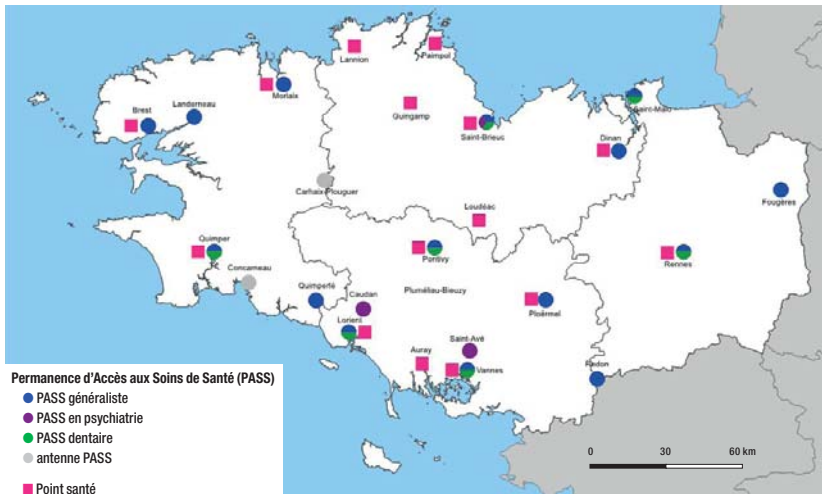 Lannion
Paimpol
Morlaix
Landerneau
Brest
Guingamp
Saint-Brieuc
Saint-Malo
Dinan
Carhaix-Plouguer
Fougères
Loudéac
Quimper
Pontivy
Rennes
Concarneau
Quimperlé
Caudan
Pluméliau-Bieuzy
Ploërmel
Lorient
Saint-Avé
Auray
Vannes
Redon
Permanence d'Accès aux Soins de Santé (PASS)
PASS généraliste
PASS en psychiatrie
PASS dentaire
antenne PASS
Point santé
0 30 60 km